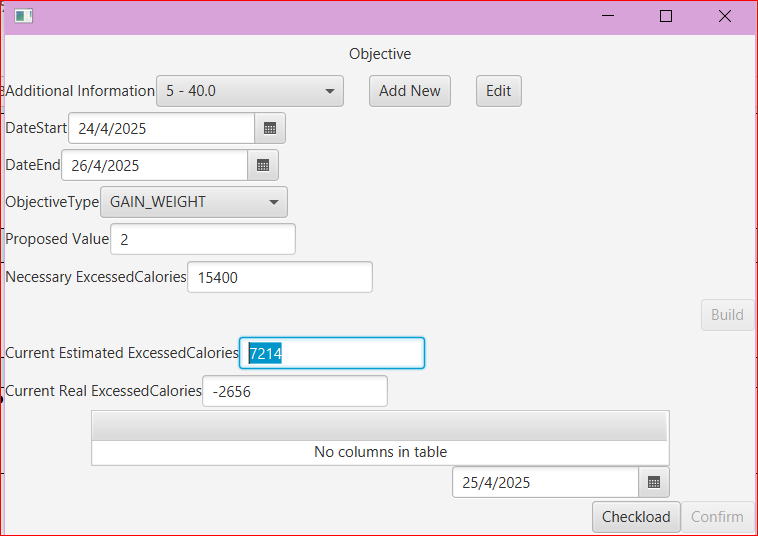 Objective
Additional Information 5 - 40.0 Add New Edit
DateStart 24/4/2025
DateEnd 26/4/2025
ObjectiveType GAIN_WEIGHT
Proposed Value 2
Necessary ExcessedCalories 15400
Build
Current Estimated ExcessedCalories 7214
Current Real ExcessedCalories -2656
No columns in table
25/4/2025
Checkload Confirm